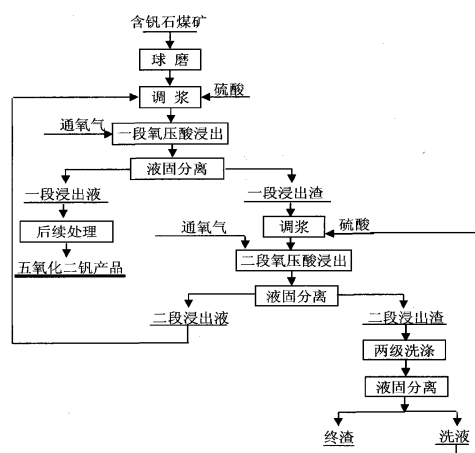 含钒石煤矿
球磨
调浆
硫酸
通氧气
一段氧压酸浸出
液固分离
一段浸出液
一段浸出渣
后续处理
调浆
硫酸
通氧气
五氧化二钒产品
二段氧压酸浸出
液固分离
二段浸出液
二段浸出渣
两级洗涤
液固分离
终渣
洗液